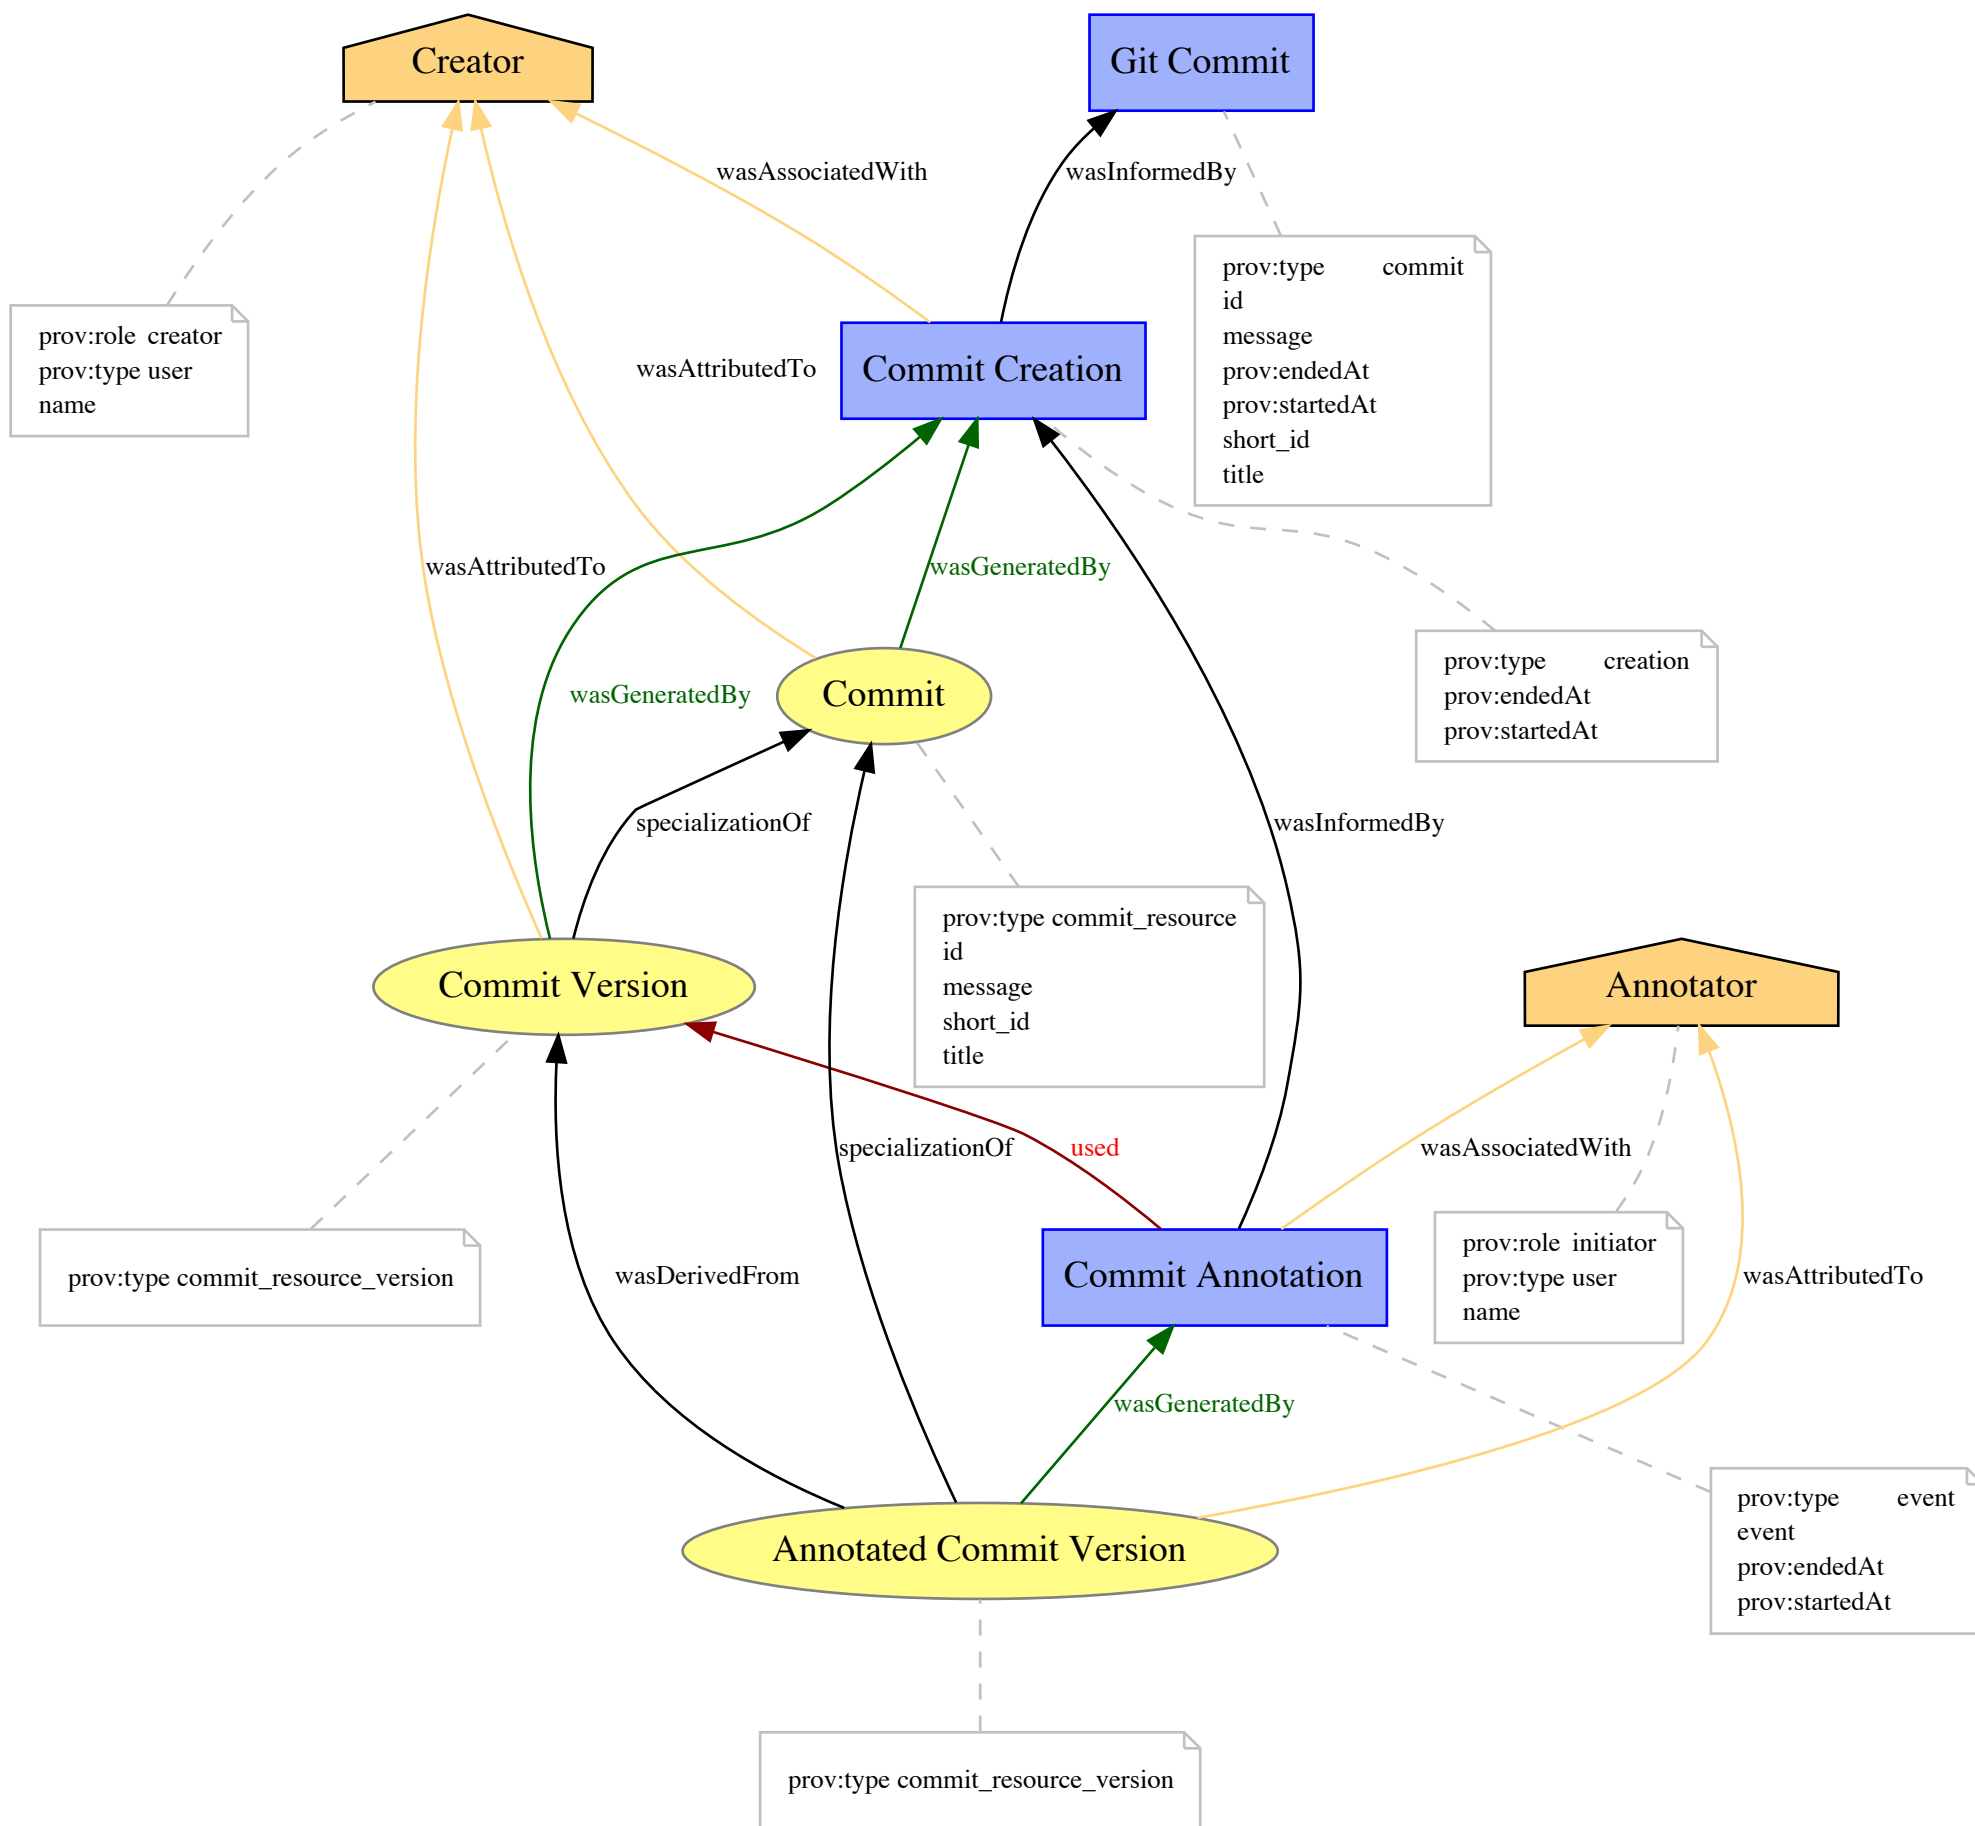 Creator
Git Commit
wasAssociatedWith
wasInformedBy
prov:type commit
id
message
prov:endedAt
prov:startedAt
short_id
title
prov:role creator
prov:type user
name
wasAttributedTo
Commit Creation
wasAttributedTo
wasGeneratedBy
prov:type creation
prov:endedAt
prov:startedAt
wasGeneratedBy
Commit
specializationOf
wasInformedBy
prov:type commit_resource
id
message
short_id
title
Commit Version
Annotator
specializationOf
used
wasAssociatedWith
prov:type commit_resource_version
wasDerivedFrom
Commit Annotation
prov:role initiator
prov:type user
name
wasAttributedTo
wasGeneratedBy
prov:type event
event
prov:endedAt
prov:startedAt
Annotated Commit Version
prov:type commit_resource_version